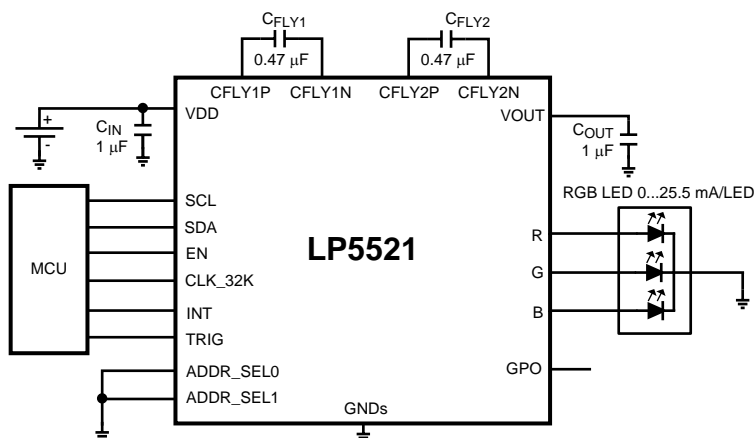 CFLY1
0.47 μF
CFLY2
0.47 μF
CFLY1P
CFLY1N
CFLY2P
CFLY2N
VDD
VOUT
+
-
CIN
1 μF
COUT
1 μF
RGB LED 0...25.5 mA/LED
MCU
SCL
SDA
EN
CLK_32K
INT
TRIG
ADDR_SEL0
ADDR_SEL1
LP5521
R
G
B
GPO
GNDs